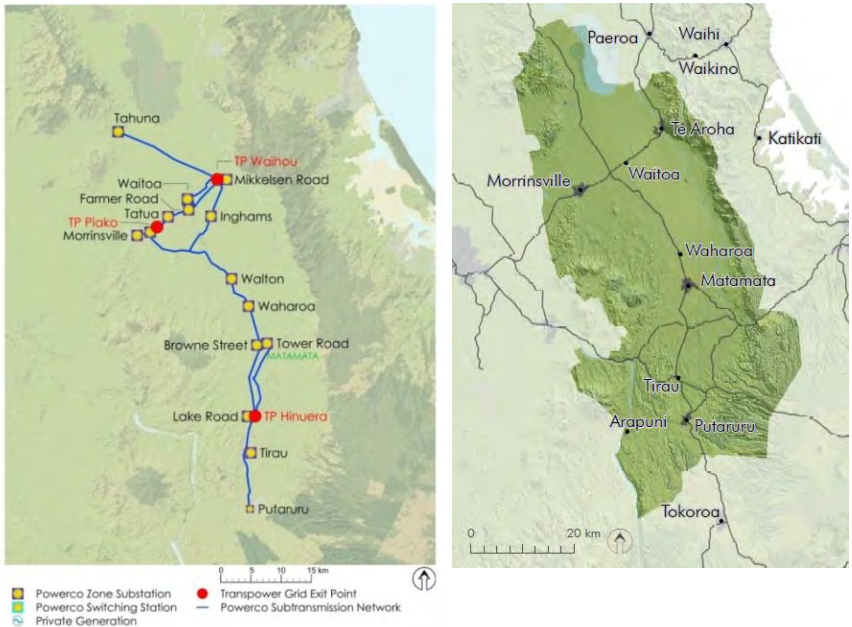 Tahuna
TP Waihou
Waitoa
Mikkelsen Road
Farmer Road
Tatua
Inghams
TP Piako
Morrinsville
Walton
Waharoa
Browne Street
Tower Road
MATAMATA
Lake Road
TP Hinuera
Tirau
Putaruru
0 5 10 15 km
Powerco Zone Substation
Transpower Grid Exit Point
Powerco Switching Station
Powerco Subtransmission Network
Private Generation
Paeroa
Waihi
Waikino
Te Aroha
Katikati
Waitoa
Morrinsville
Waharoa
Matamata
Tirau
Arapuni
Putaruru
Tokoroa
0 20 km